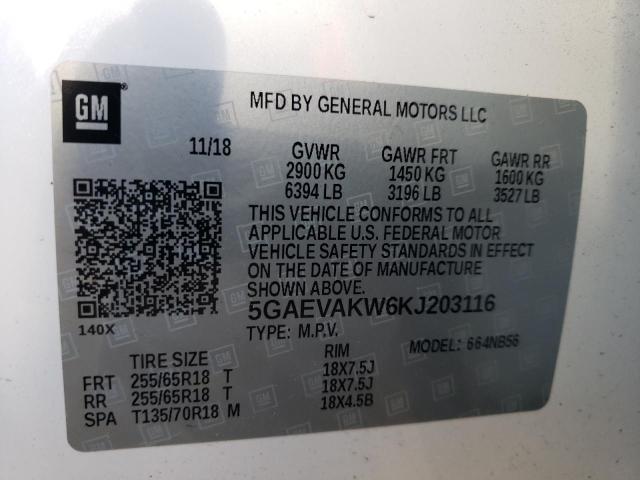 GM
MFD BY GENERAL MOTORS LLC
11/18
GVWR GAWR FRT GAWR RR
2900 KG 1450 KG 1600 KG
6394 LB 3196 LB 3527 LB
THIS VEHICLE CONFORMS TO ALL
APPLICABLE U.S. FEDERAL MOTOR
VEHICLE SAFETY STANDARDS IN EFFECT
ON THE DATE OF MANUFACTURE
SHOWN ABOVE.
140X
5GAEVAKW6KJ203116
TYPE: M.P.V. MODEL: 664NB56
TIRE SIZE RIM
FRT 255/65R18 T 18X7.5J
RR 255/65R18 T 18X7.5J
SPA T135/70R18 M 18X4.5B